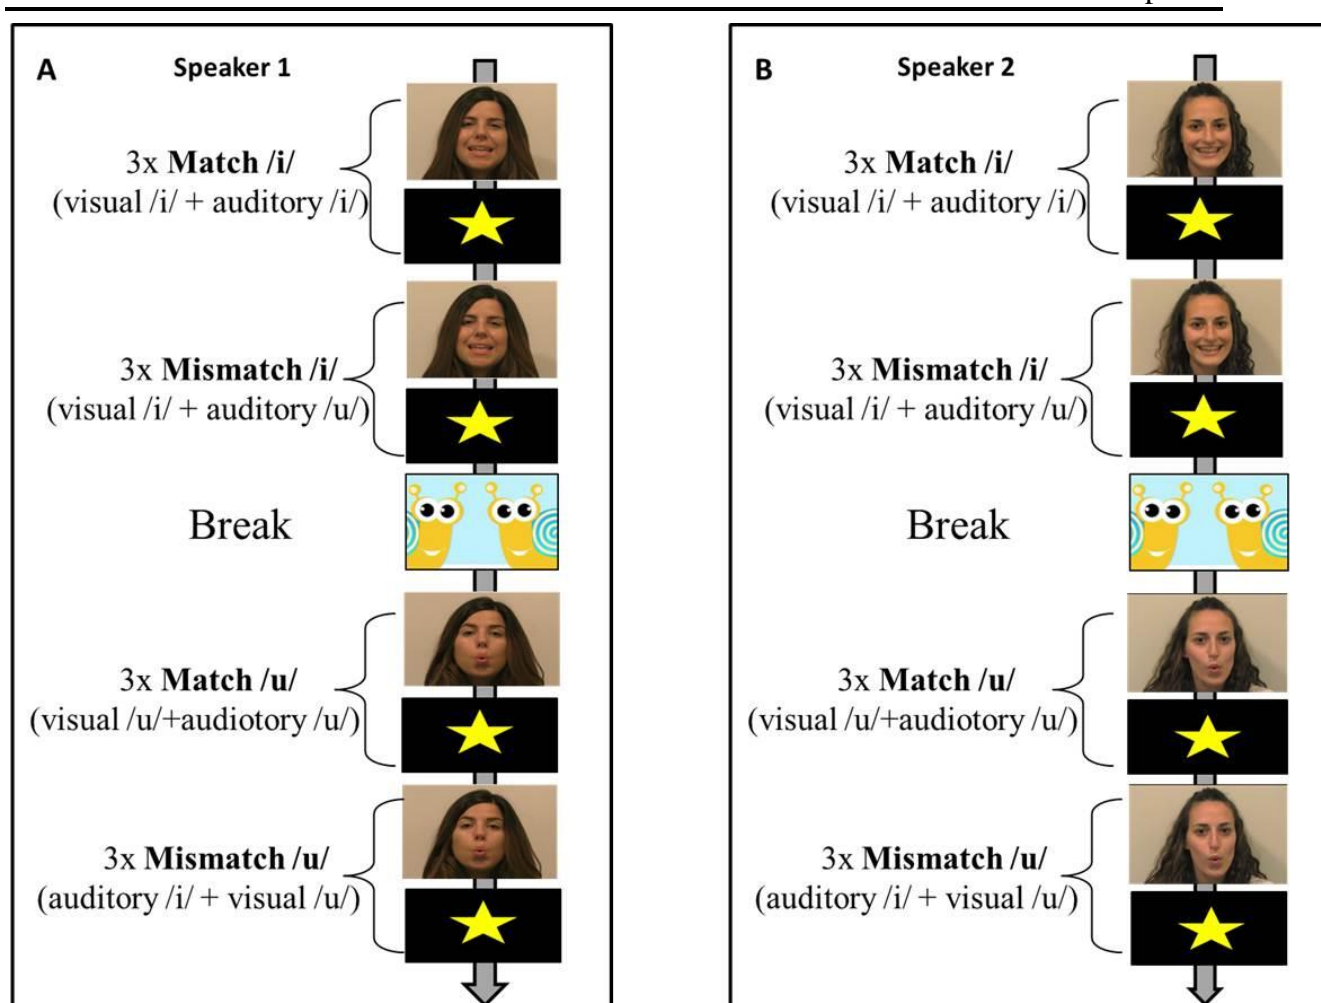 A Speaker 1
3x Match /i/
(visual /i/ + auditory /i/)
3x Mismatch /i/
(visual /i/ + auditory /u/)
Break
3x Match /u/
(visual /u/+audiotory /u/)
3x Mismatch /u/
(auditory /i/ + visual /u/)
B Speaker 2
3x Match /i/
(visual /i/ + auditory /i/)
3x Mismatch /i/
(visual /i/ + auditory /u/)
Break
3x Match /u/
(visual /u/+audiotory /u/)
3x Mismatch /u/
(auditory /i/ + visual /u/)